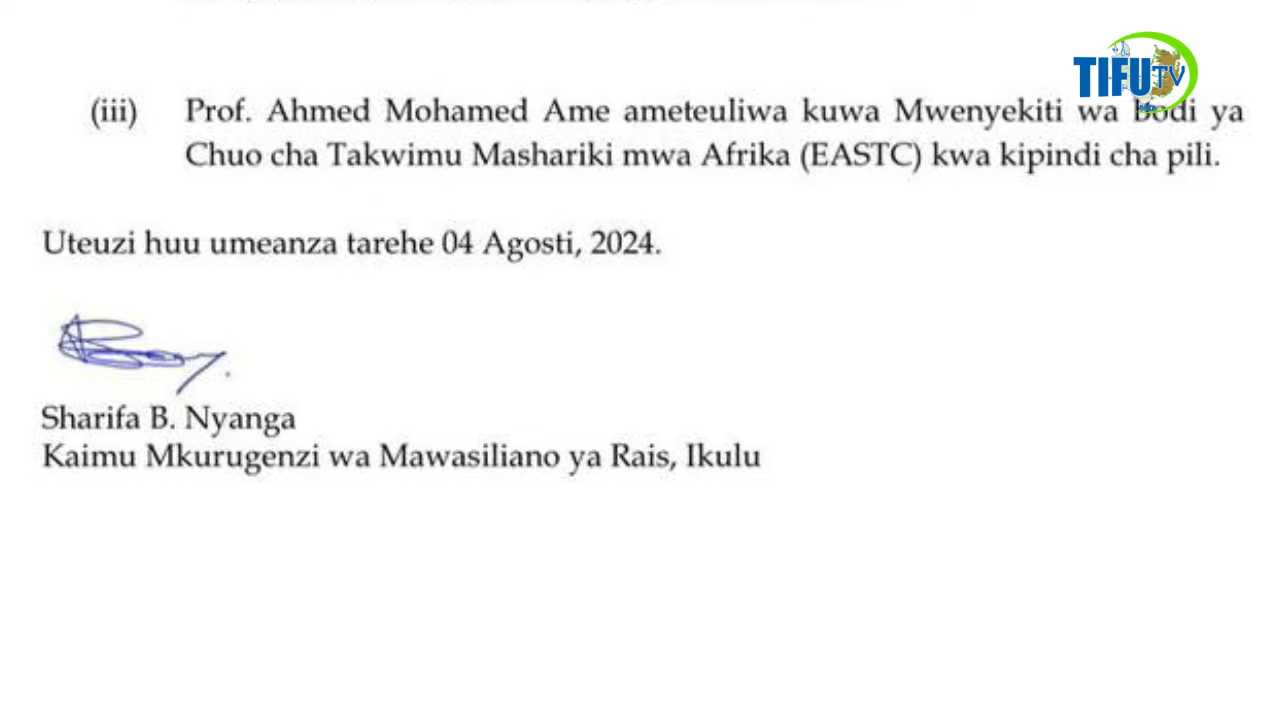 TIFU TV
(iii) Prof. Ahmed Mohamed Ame ameteuliwa kuwa Mwenyekiti wa Bodi ya
Chuo cha Takwimu Mashariki mwa Afrika (EASTC) kwa kipindi cha pili.
Uteuzi huu umeanza tarehe 04 Agosti, 2024.
Sharifa B. Nyanga
Kaimu Mkurugenzi wa Mawasiliano ya Rais, Ikulu